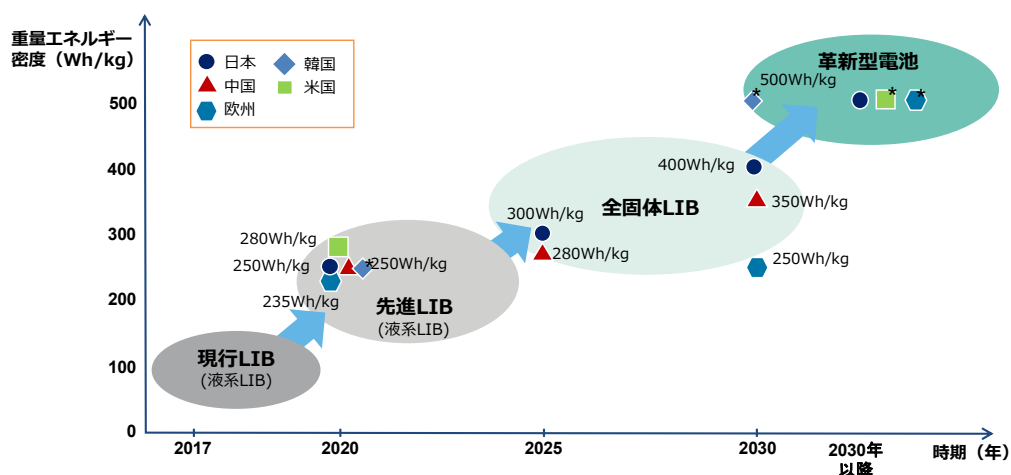 重量エネルギー
密度（Wh/kg）
日本
韓国
中国
米国
欧州
500
400
300
200
100
0
革新型電池
500Wh/kg
*
*
*
400Wh/kg
全固体LIB
350Wh/kg
300Wh/kg
280Wh/kg
250Wh/kg
280Wh/kg
250Wh/kg
*250Wh/kg
235Wh/kg
先進LIB
(液系LIB)
現行LIB
(液系LIB)
2017
2020
2025
2030
2030年
以降
時期（年）